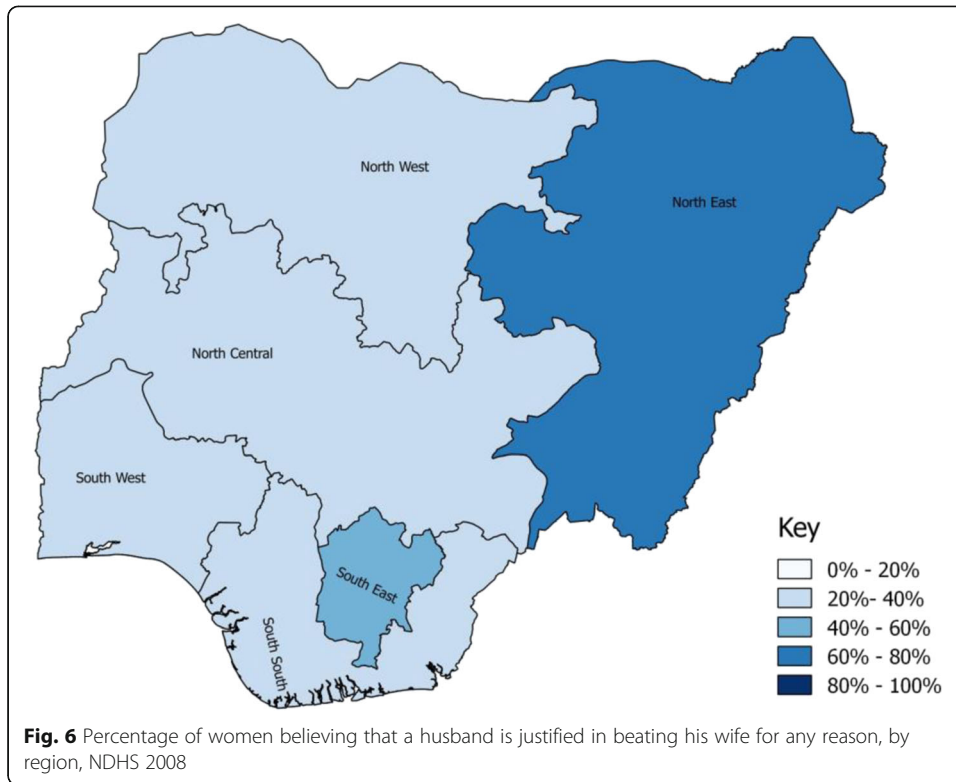 North West
North East
North Central
South West
South East
South South
Key
0% - 20%
20%- 40%
40% - 60%
60% - 80%
80% - 100%
Fig. 6 Percentage of women believing that a husband is justified in beating his wife for any reason, by
region, NDHS 2008